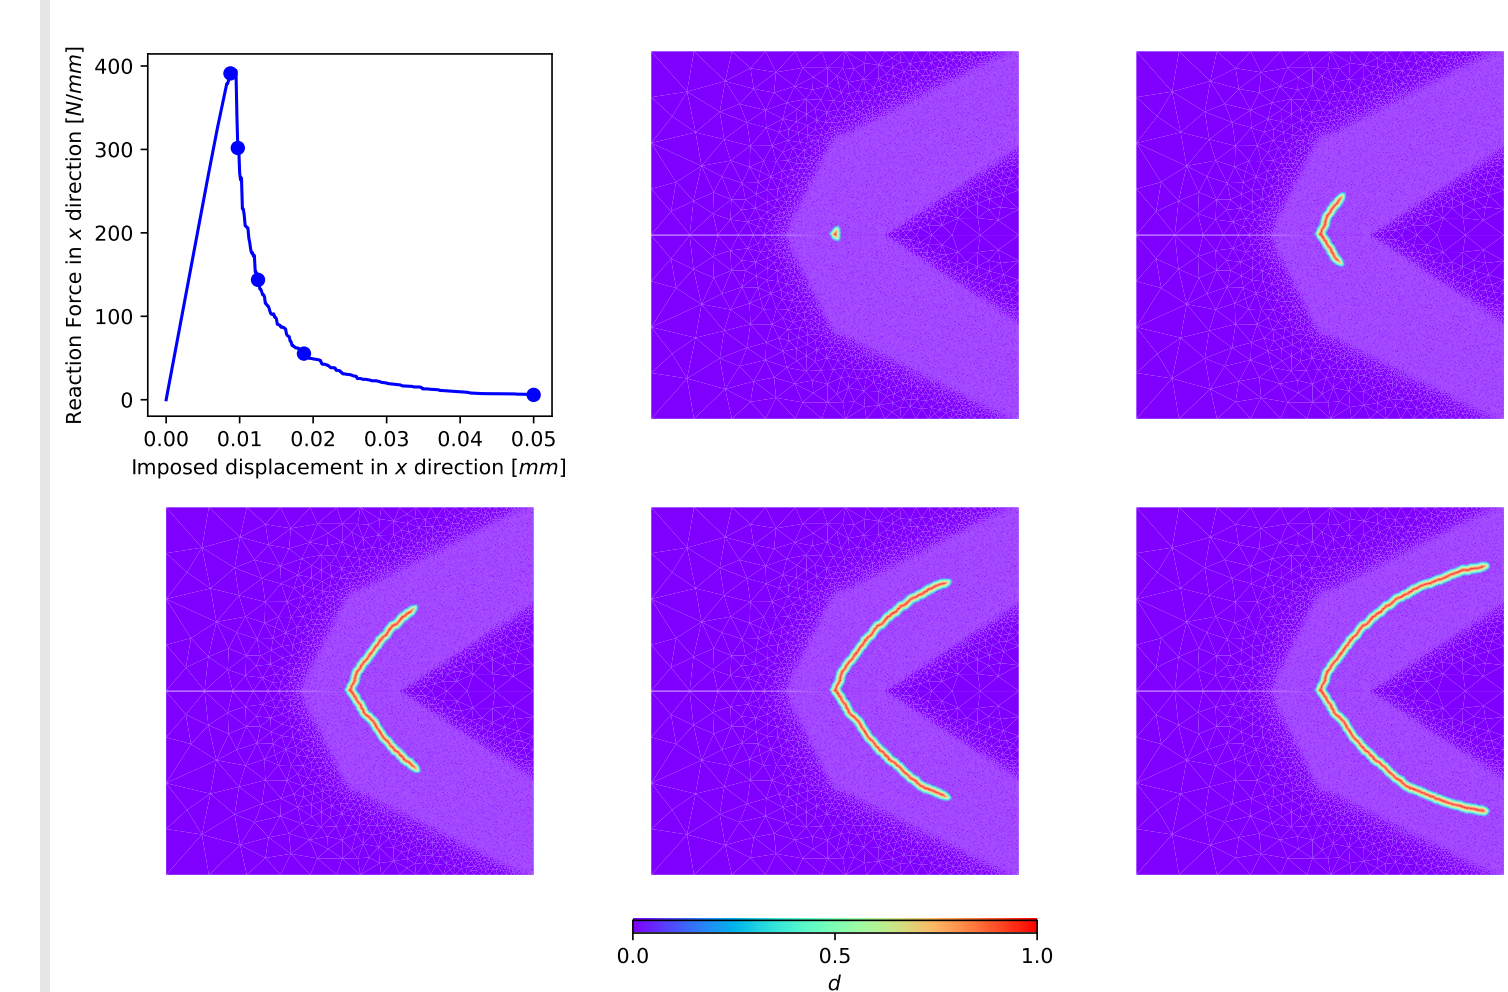 400
300
200
100
0
Reaction Force in x direction [N/mm]
0.00 0.01 0.02 0.03 0.04 0.05
Imposed displacement in x direction [mm]
0.0 0.5 1.0
d